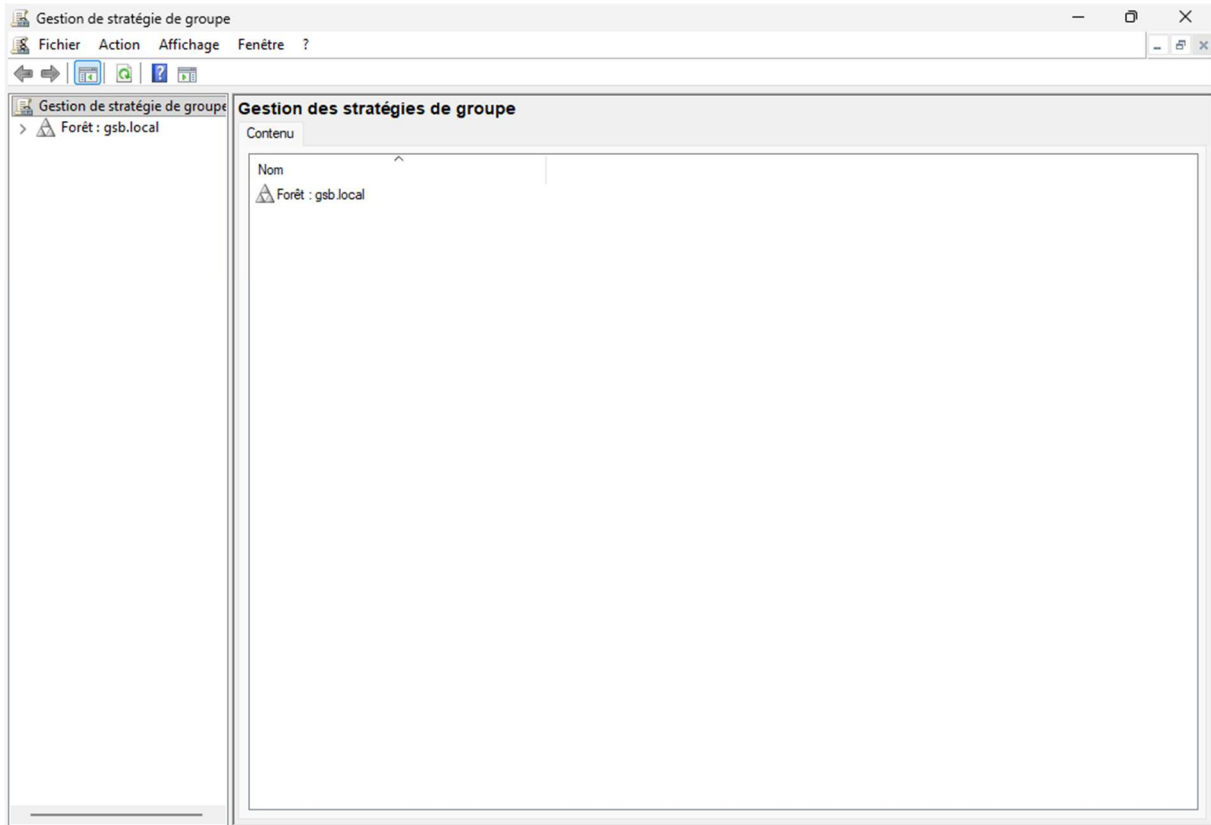 Gestion de stratégie de groupe
Fichier Action Affichage Fenêtre ?
Gestion de stratégie de groupe
Forêt : gsb.local
Gestion des stratégies de groupe
Contenu
Nom
Forêt : gsb.local